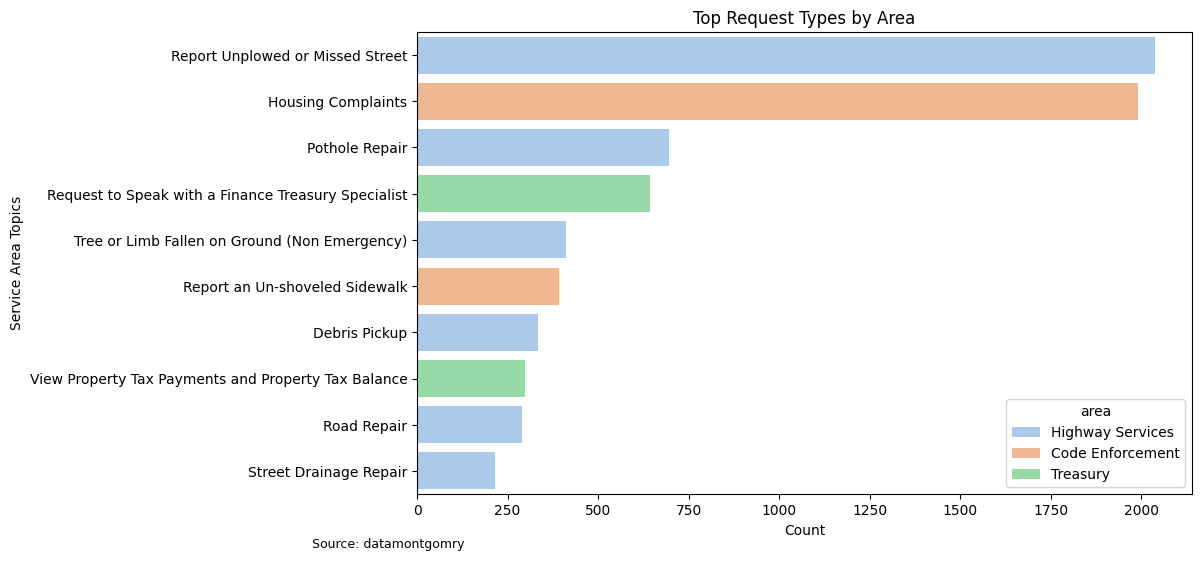 Top Request Types by Area
Service Area Topics
Report Unplowed or Missed Street
Housing Complaints
Pothole Repair
Request to Speak with a Finance Treasury Specialist
Tree or Limb Fallen on Ground (Non Emergency)
Report an Un-shoveled Sidewalk
Debris Pickup
View Property Tax Payments and Property Tax Balance
Road Repair
Street Drainage Repair
area
Highway Services
Code Enforcement
Treasury
0 250 500 750 1000 1250 1500 1750 2000
Count
Source: datamontgomry